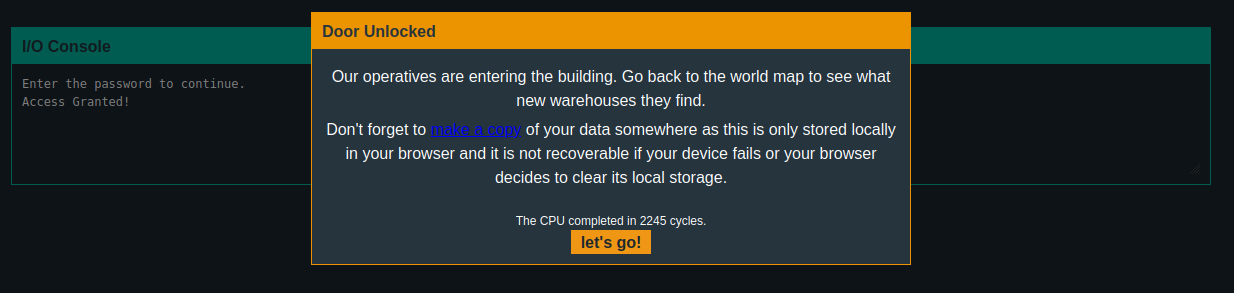 Door Unlocked
I/O Console
Our operatives are entering the building. Go back to the world map to see what
new warehouses they find.
Enter the password to continue.
Access Granted!
Don't forget to make a copy of your data somewhere as this is only stored locally
in your browser and it is not recoverable if your device fails or your browser
decides to clear its local storage.
The CPU completed in 2245 cycles.
let's go!